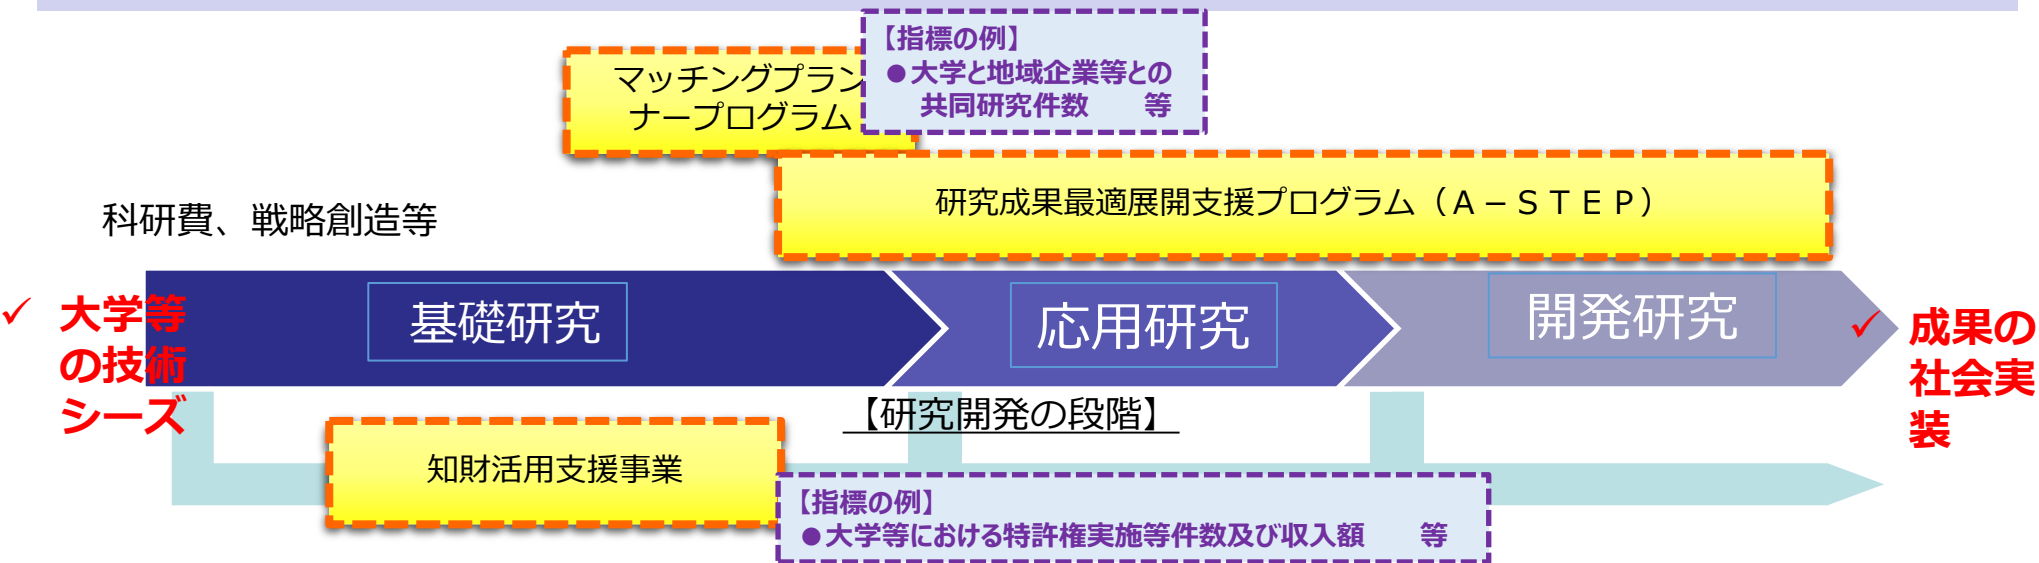 【指標の例】
●大学と地域企業等との
共同研究件数　等
マッチングプラン
ナープログラム
研究成果最適展開支援プログラム（Ａ－ＳＴＥＰ）
科研費、戦略創造等
✓ 大学等
の技術
シーズ
基礎研究
応用研究
開発研究
✓ 成果の
社会実
装
【研究開発の段階】
知財活用支援事業
【指標の例】
●大学等における特許権実施等件数及び収入額　等